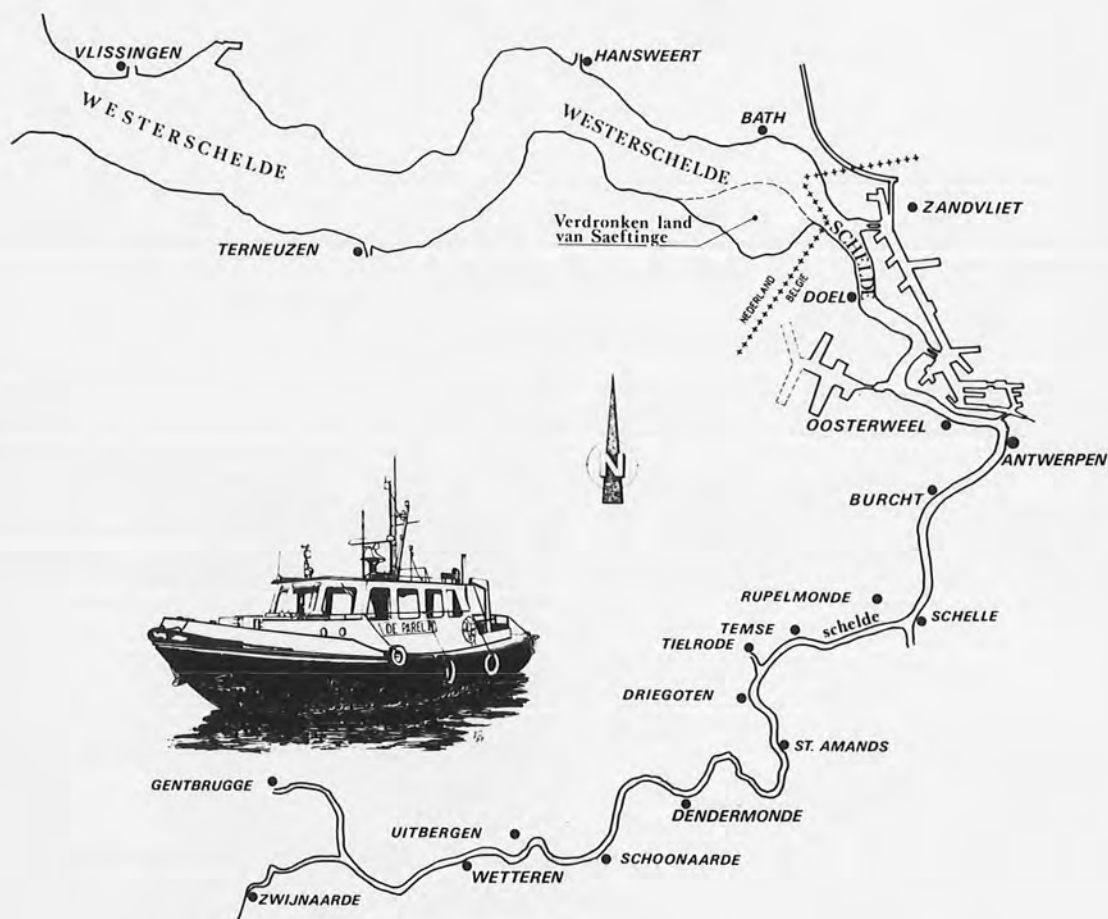 VLISSINGEN
HANSWEERT
WESTERSCHELDE
WESTERSCHELDE
BATH
ZANDVLIET
Verdronken land
van Saeftinge
SCHELDE
TERNEUZEN
NEDERLAND
BELGIE
DOEL
OOSTERWEEL
ANTWERPEN
N
BURCHT
RUPELMONDE
schelde
SCHELLE
TEMSE
TIELRODE
DE PAREL
DRIEGOTEN
ST. AMANDS
GENTBRUGGE
DENDERMONDE
UITBERGEN
SCHOONAARDE
WETTEREN
ZWIJNAARDE